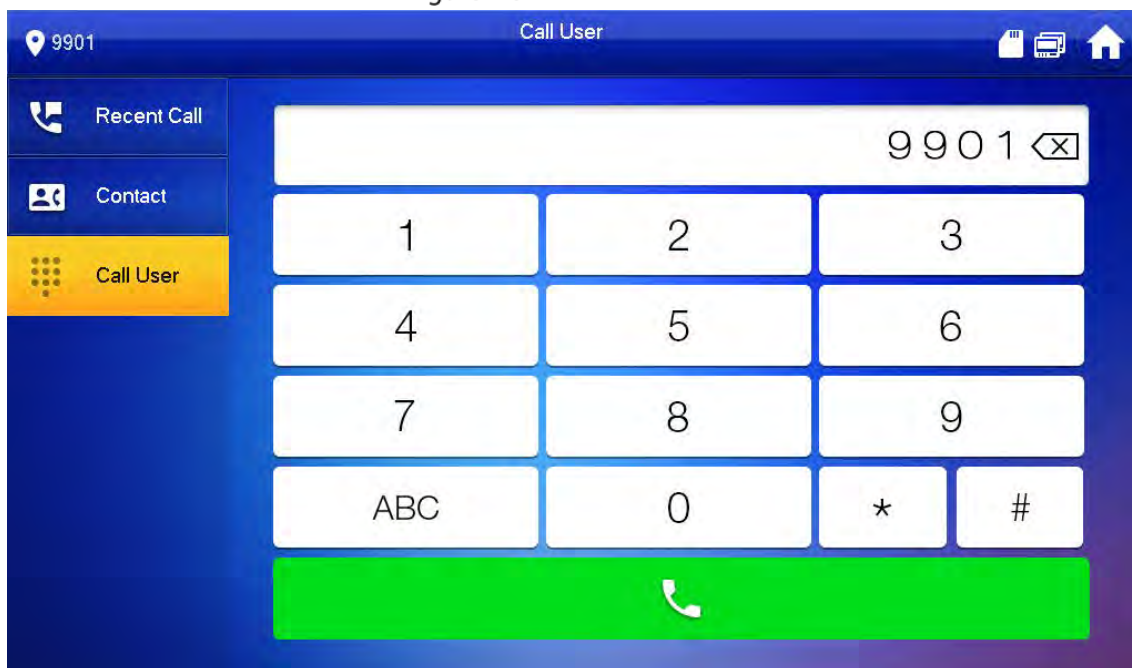 9901
Call User
Recent Call
Contact
Call User
9901
1 2 3
4 5 6
7 8 9
ABC 0 * #